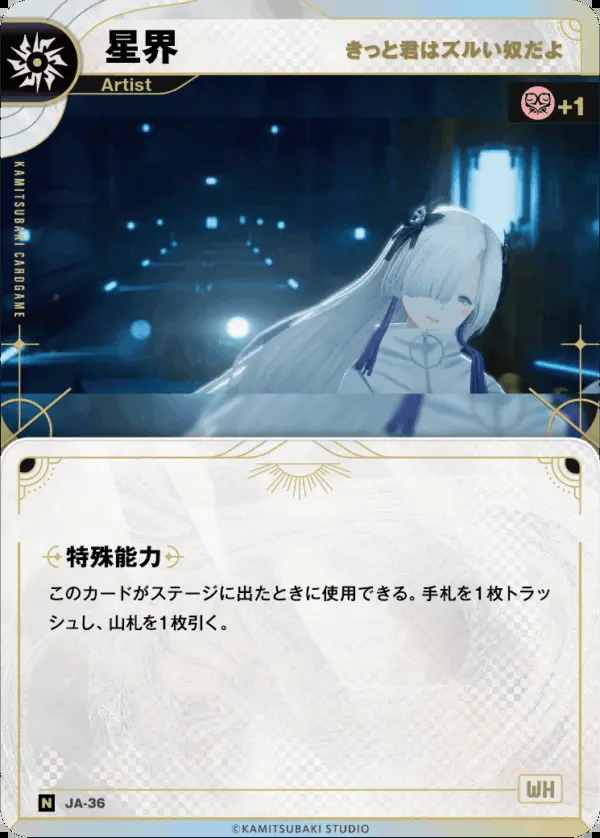 星界
きっと君はズルい奴だよ
Artist
+1
KAMITSUBAKI CARDGAME
特殊能力
このカードがステージに出たときに使用できる。手札を1枚トラッ
シュし、山札を1枚引く。
N JA-36
WH
©KAMITSUBAKI STUDIO